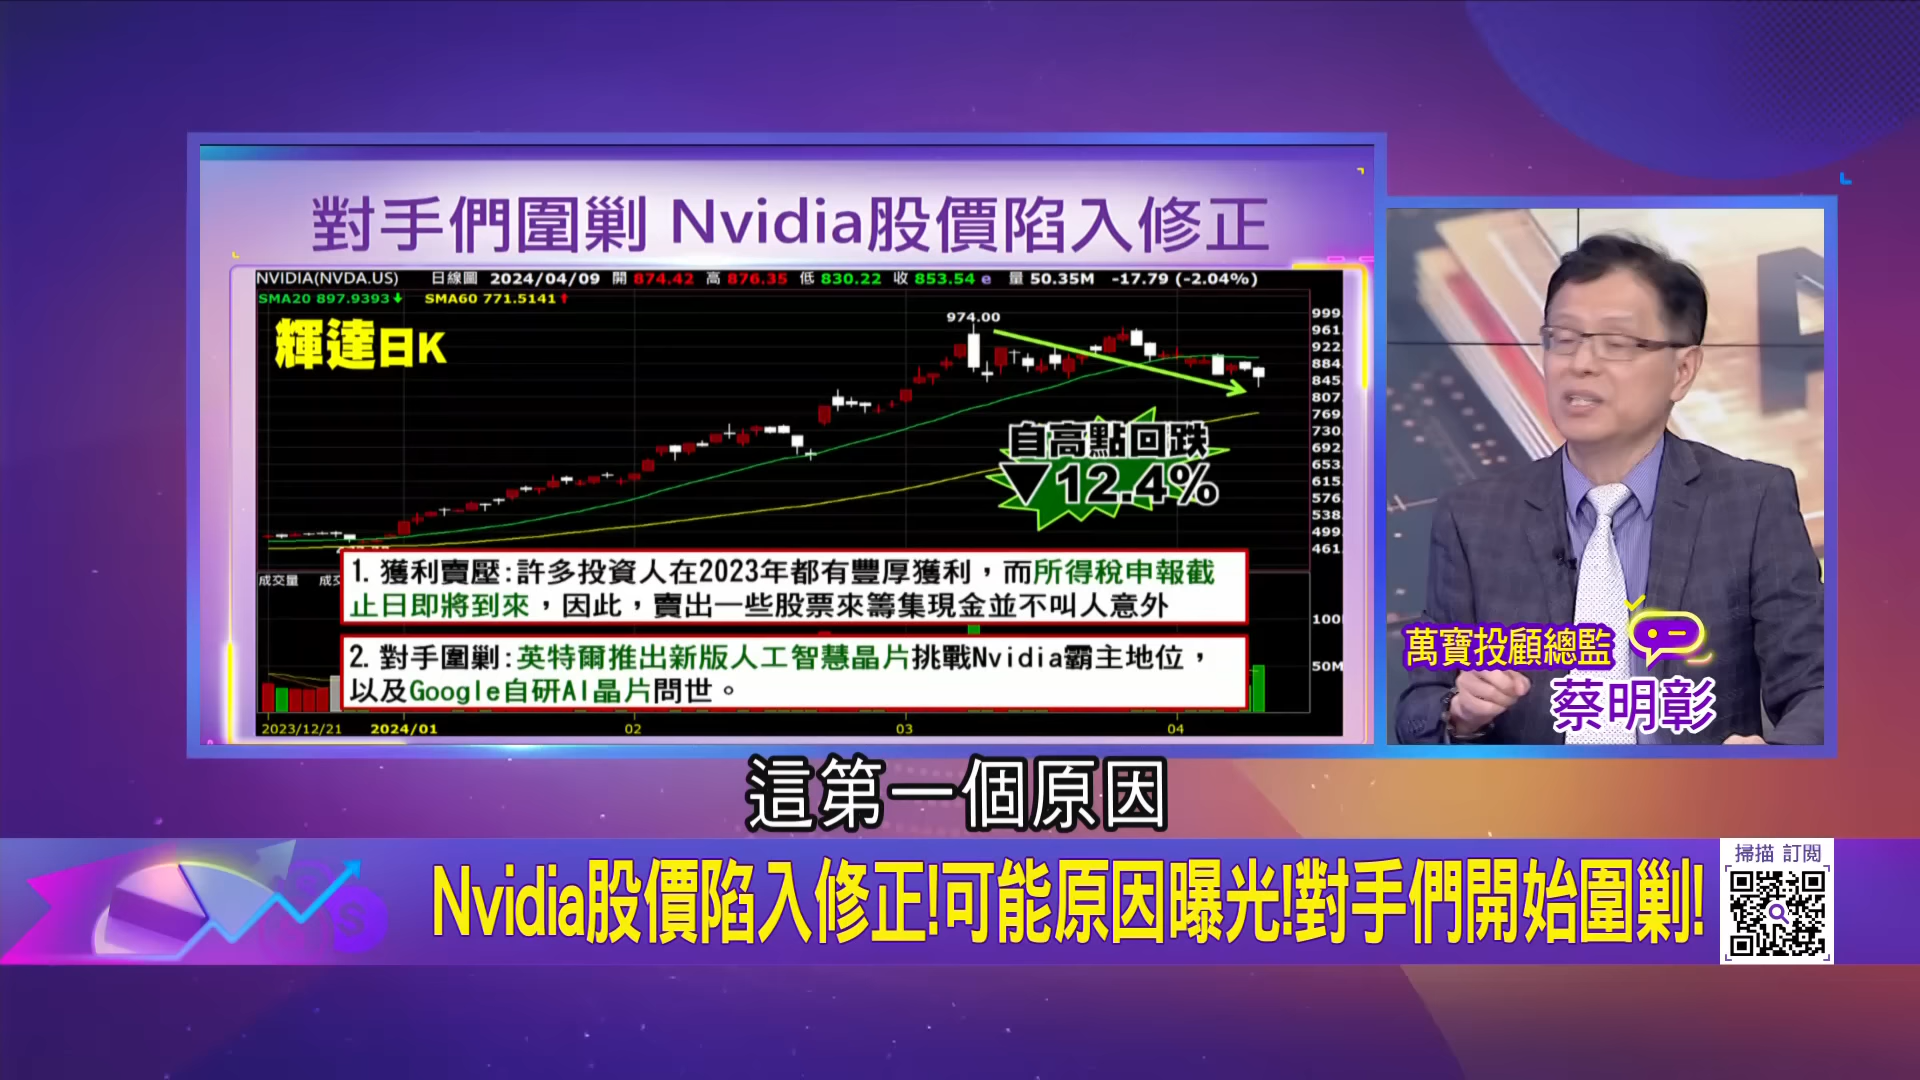 對手們圍剿 Nvidia股價陷入修正
NVIDIA(NVDA.US) 日線圖 2024/04/09 開 874.42 高 876.35 低 830.22 收 853.54 e 量 50.35M -17.79 (-2.04%)
SMA20 897.9393↓ SMA60 771.5141↑
輝達日K
974.00
自高點回跌
▼12.4%
999.
961.
922.
884.
845.
807.
769.
730.
692.
653.
615.
576.
538.
499.
461.
成交量
1. 獲利賣壓:許多投資人在2023年都有豐厚獲利，而所得稅申報截
止日即將到來，因此，賣出一些股票來籌集現金並不叫人意外
2. 對手圍剿:英特爾推出新版人工智慧晶片挑戰Nvidia霸主地位，
以及Google自研AI晶片問世。
100
50M
2023/12/21 2024/01 02 03 04
萬寶投顧總監
蔡明彰
這第一個原因
Nvidia股價陷入修正!可能原因曝光!對手們開始圍剿!
掃描 訂閱